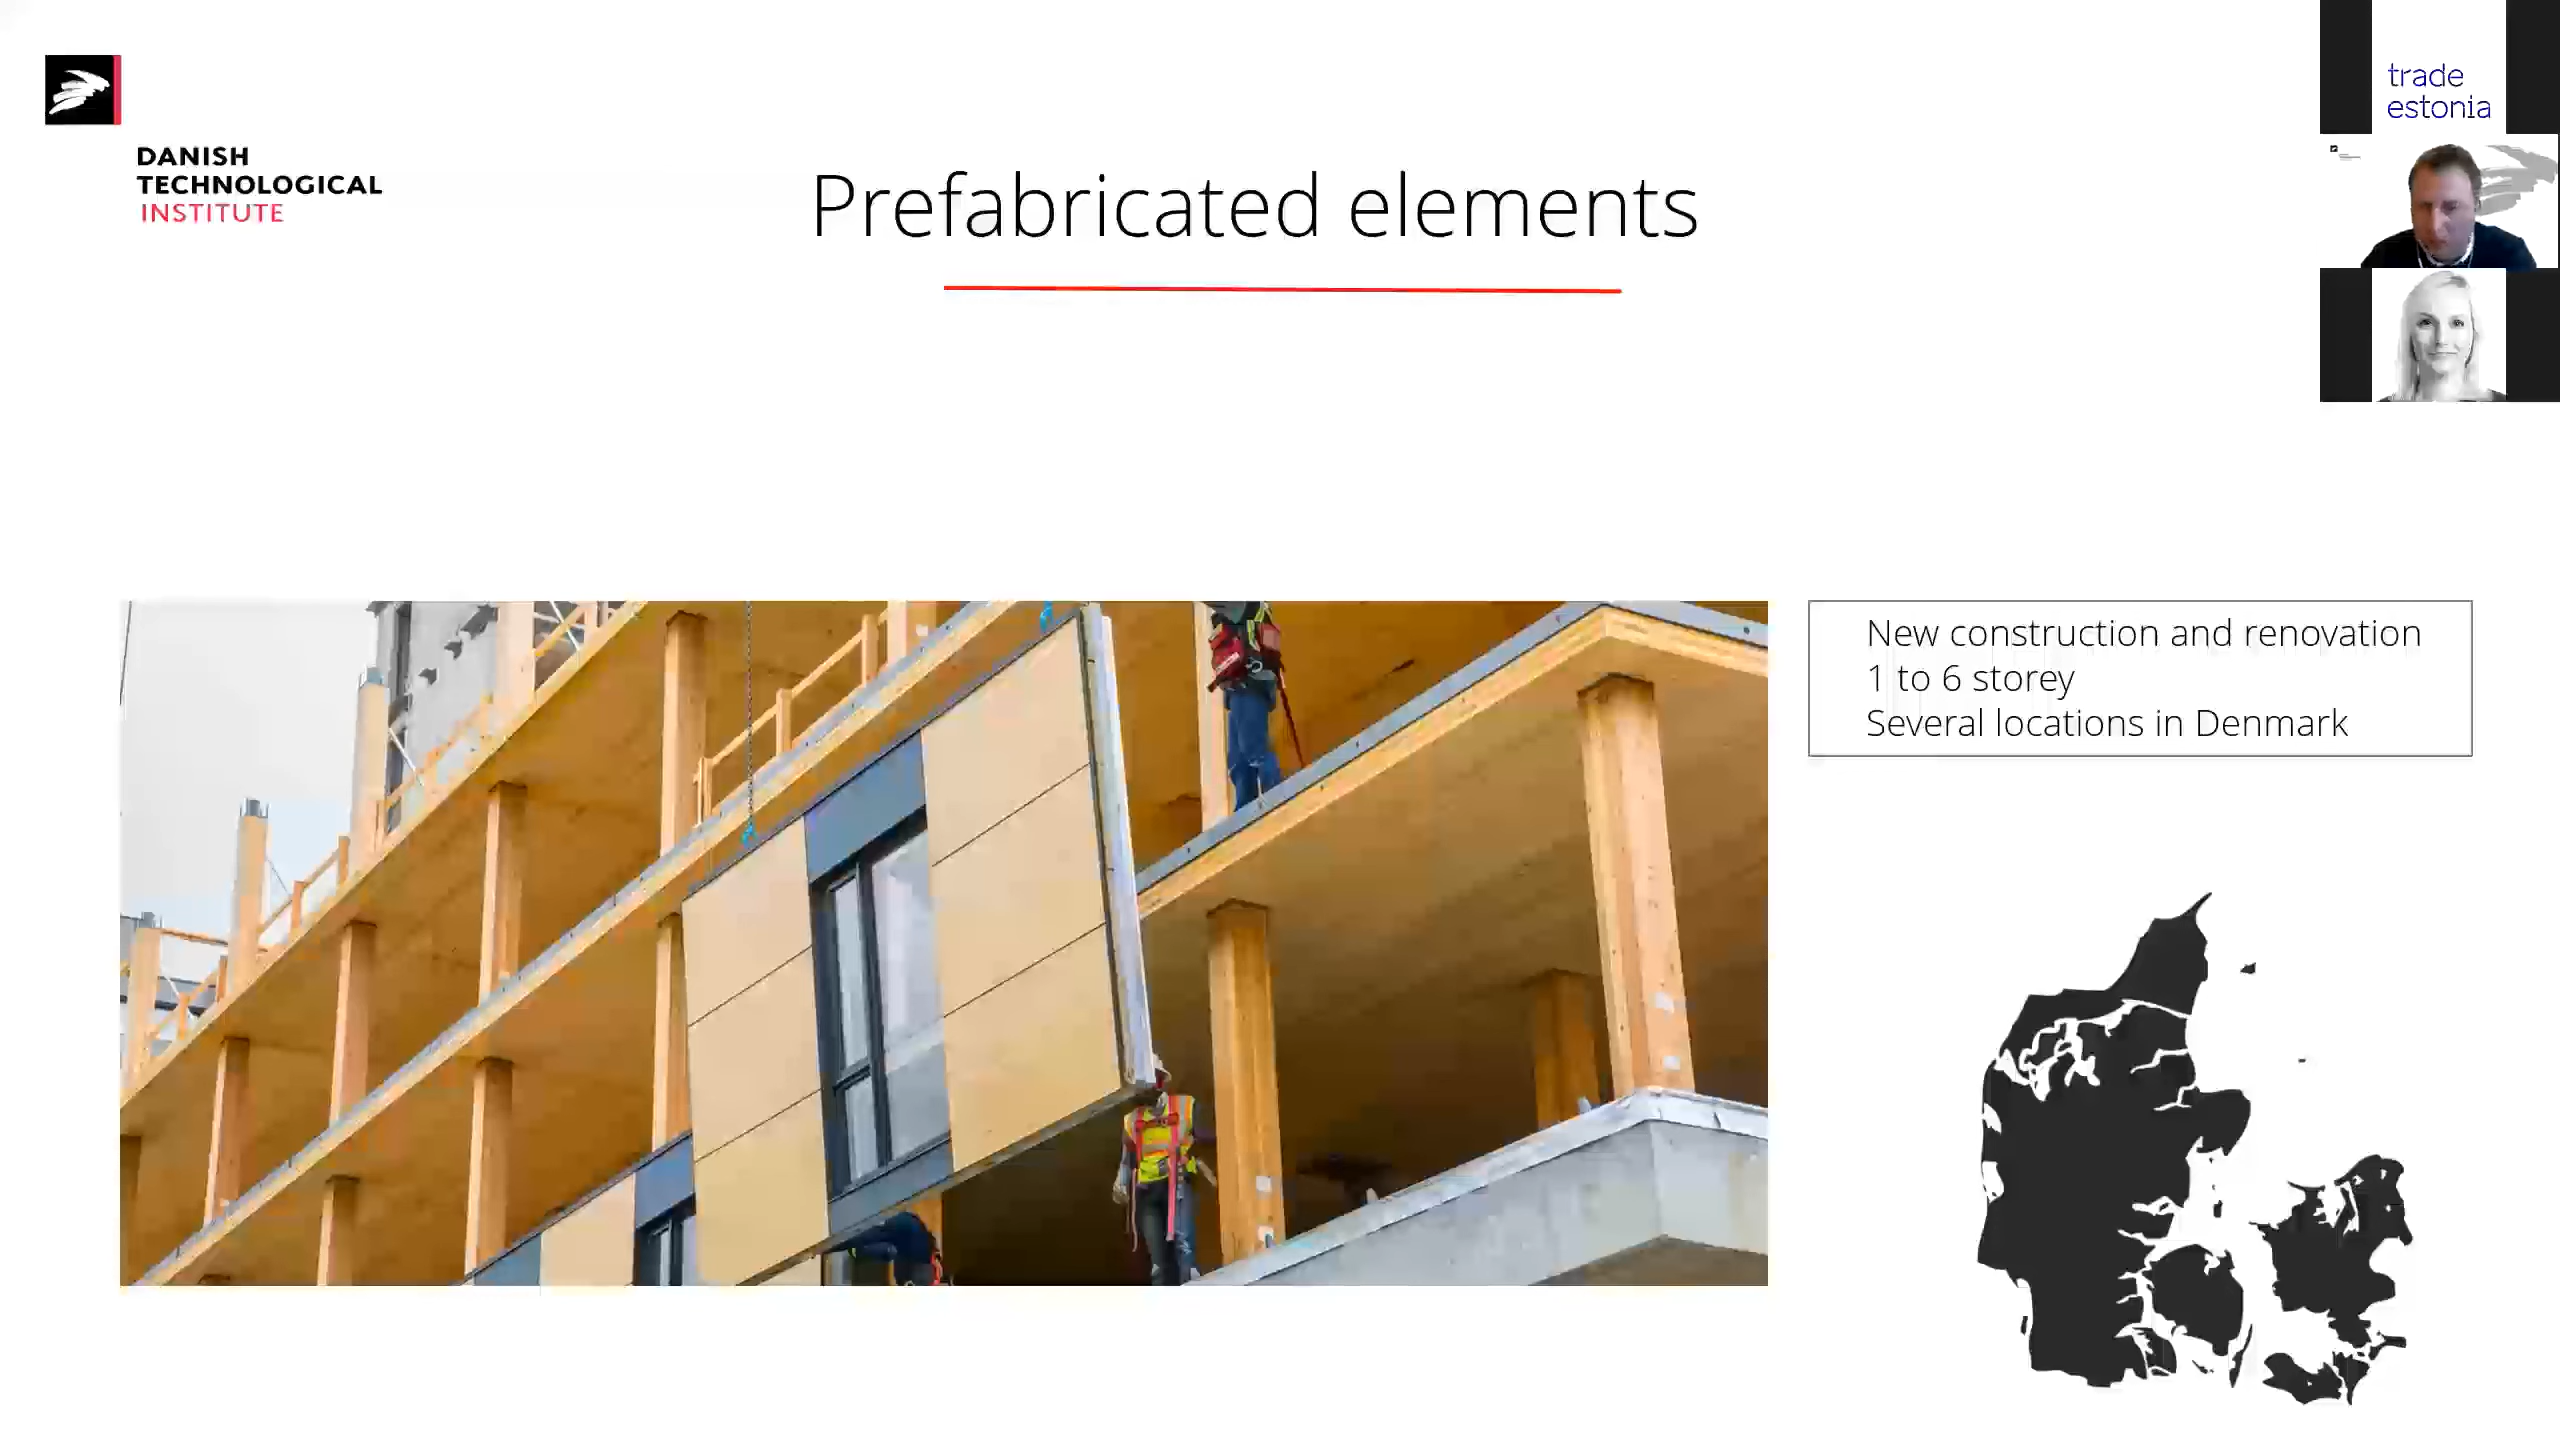 DANISH
TECHNOLOGICAL
INSTITUTE
Prefabricated elements
trade
estonia
New construction and renovation
1 to 6 storey
Several locations in Denmark